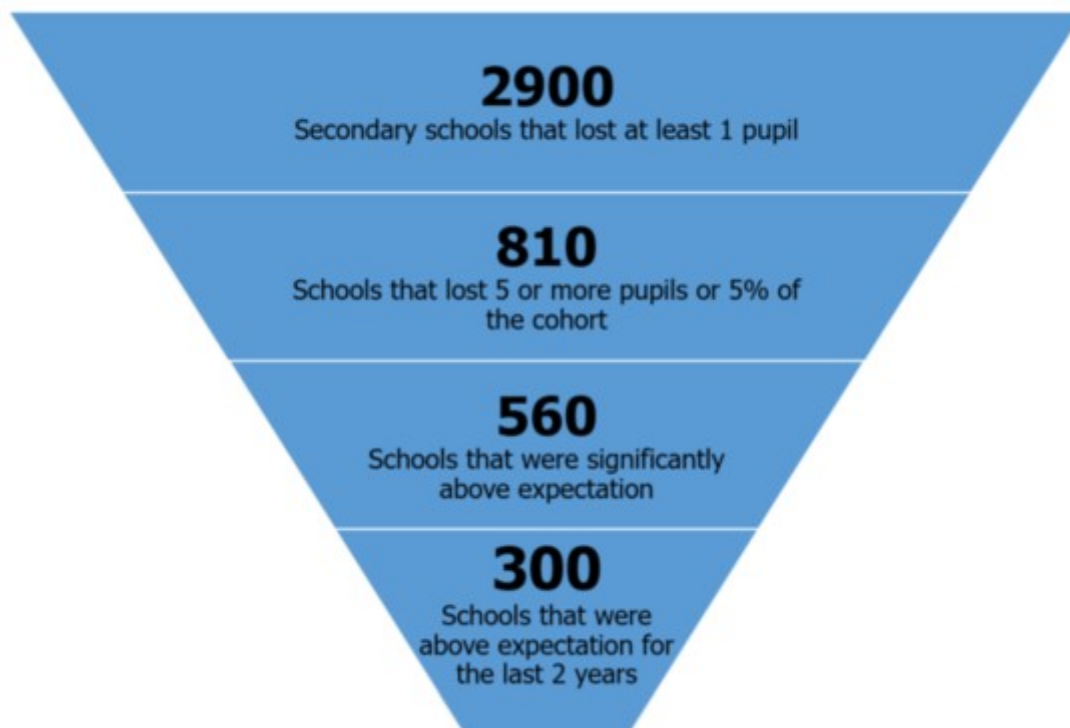 2900
Secondary schools that lost at least 1 pupil
810
Schools that lost 5 or more pupils or 5% of
the cohort
560
Schools that were significantly
above expectation
300
Schools that were
above expectation for
the last 2 years